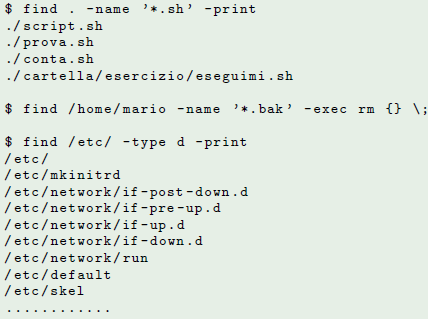 $ find . -name ’*.sh’ -print
./script.sh
./prova.sh
./conta.sh
./cartella/esercizio/eseguimi.sh
$ find /home/mario -name ’*.bak’ -exec rm {} \;
$ find /etc/ -type d -print
/etc/
/etc/mkinitrd
/etc/network/if-post-down.d
/etc/network/if-pre-up.d
/etc/network/if-up.d
/etc/network/if-down.d
/etc/network/run
/etc/default
/etc/skel
............